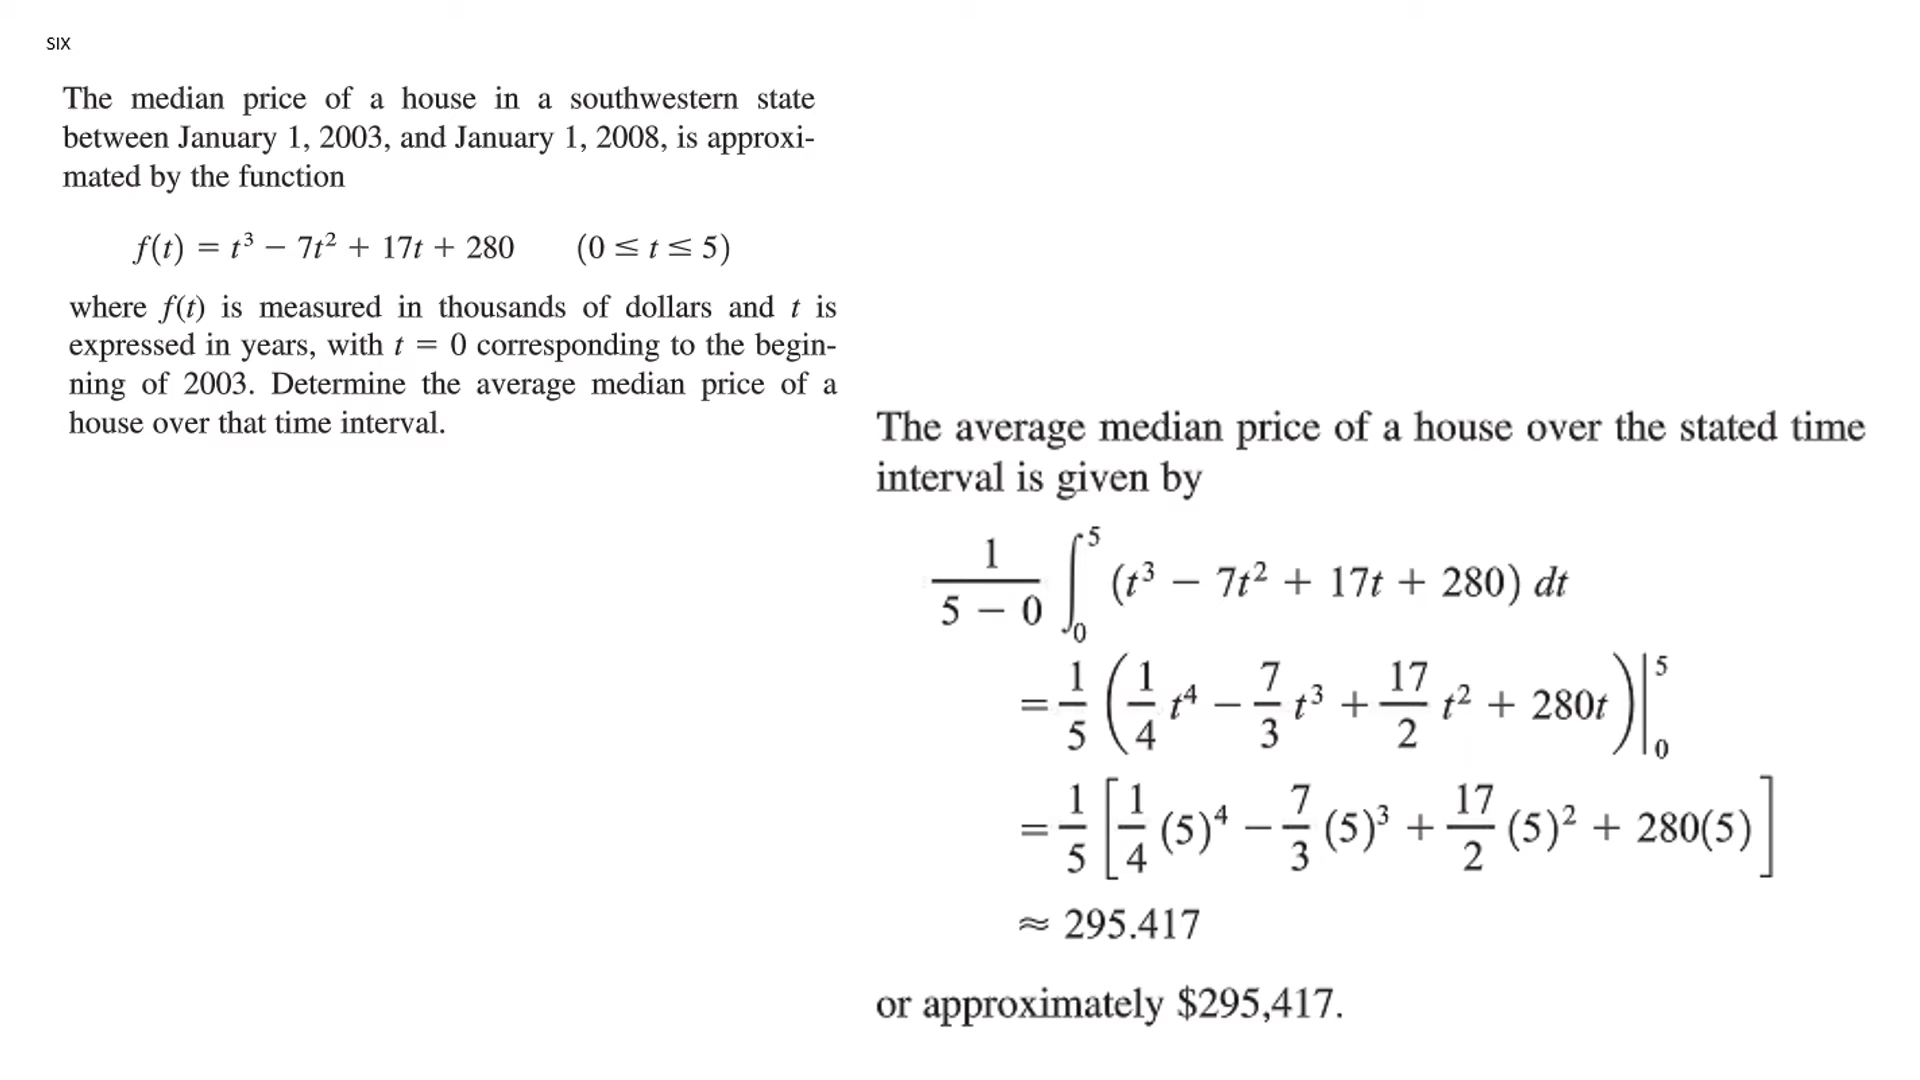 SIX
The median price of a house in a southwestern state
between January 1, 2003, and January 1, 2008, is approxi-
mated by the function
f(t) = t³ − 7t² + 17t + 280 (0 ≤ t ≤ 5)
where f(t) is measured in thousands of dollars and t is
expressed in years, with t = 0 corresponding to the begin-
ning of 2003. Determine the average median price of a
house over that time interval.
The average median price of a house over the stated time
interval is given by
1/(5 − 0) ∫₀⁵ (t³ − 7t² + 17t + 280) dt
= 1/5 (1/4 t⁴ − 7/3 t³ + 17/2 t² + 280t)|₀⁵
= 1/5 [1/4 (5)⁴ − 7/3 (5)³ + 17/2 (5)² + 280(5)]
≈ 295.417
or approximately $295,417.